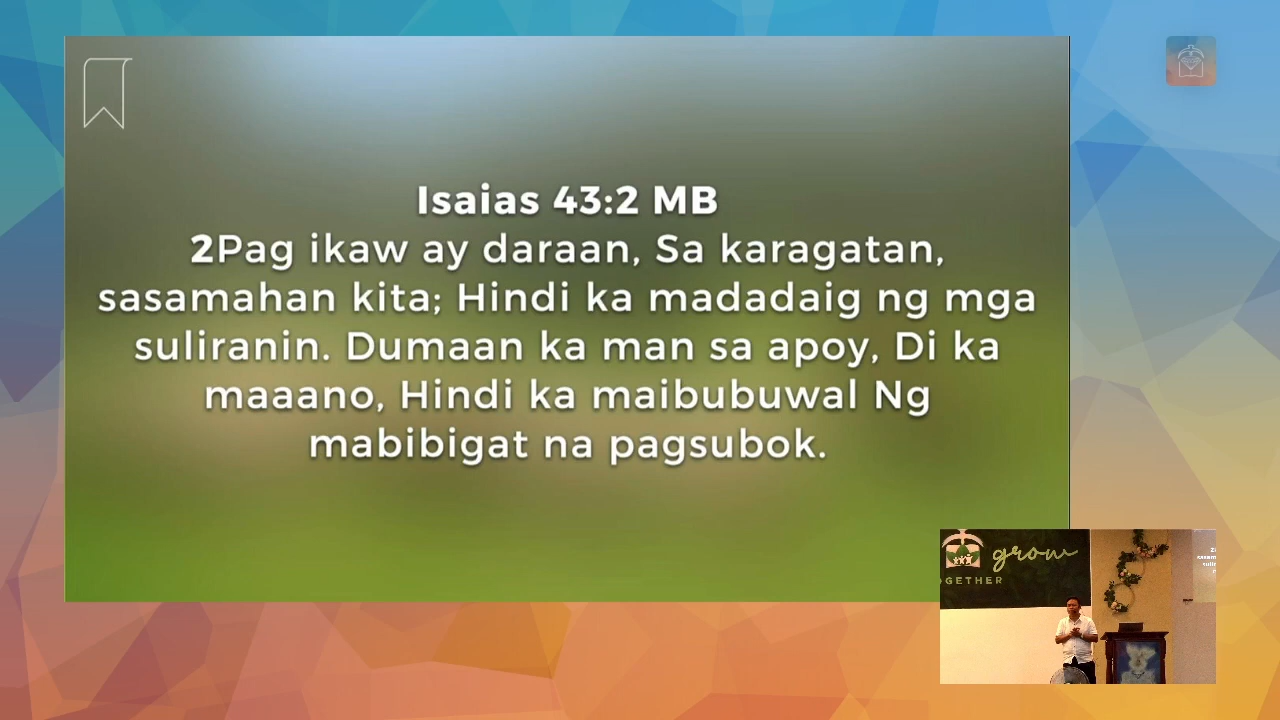 Isaias 43:2 MB
2Pag ikaw ay daraan, Sa karagatan,
sasamahan kita; Hindi ka madadaig ng mga
suliranin. Dumaan ka man sa apoy, Di ka
maaano, Hindi ka maibubuwal Ng
mabibigat na pagsubok.
grow
GETHER